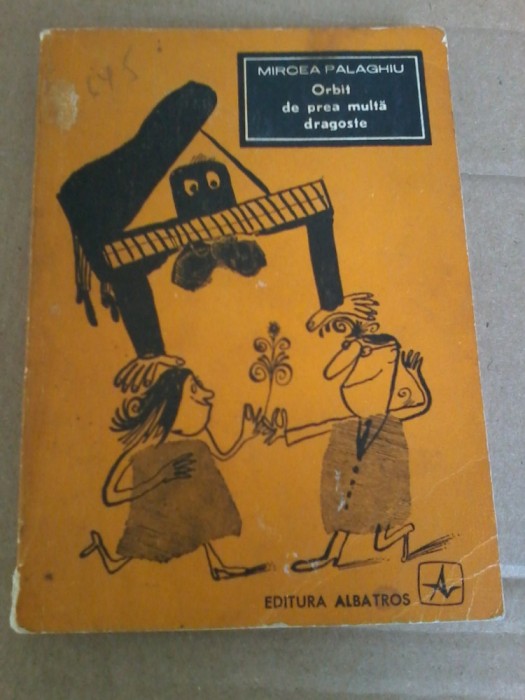 MIRCEA PALAGHIU
Orbit
de prea multă
dragoste
EDITURA ALBATROS